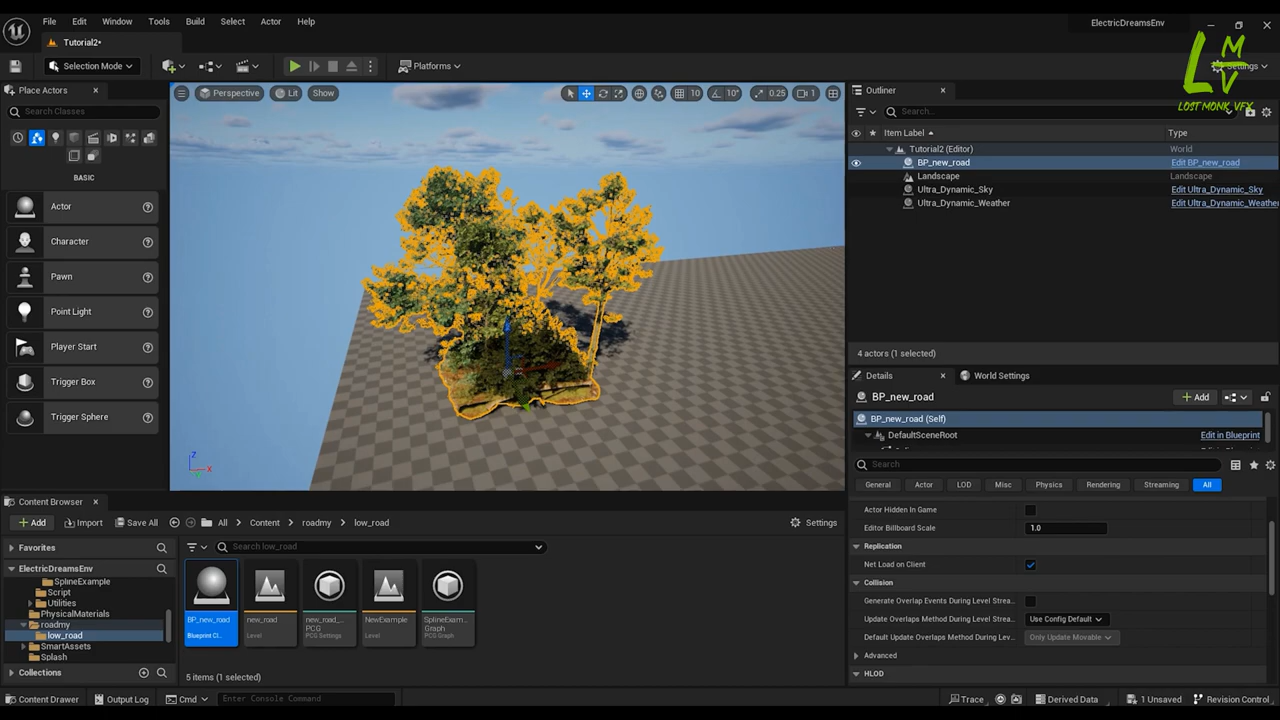 File Edit Window Tools Build Select Actor Help
ElectricDreamsEnv
Tutorial2*
Selection Mode
Platforms
Settings
LMV
LOST MONK_VFX
Place Actors
Search Classes
BASIC
Actor
Character
Pawn
Point Light
Player Start
Trigger Box
Trigger Sphere
Perspective Lit Show
10 10° 0.25 1
Z X
Outliner
Search...
Item Label Type
Tutorial2 (Editor) World
BP_new_road Edit BP_new_road
Landscape Landscape
Ultra_Dynamic_Sky Edit Ultra_Dynamic_Sky
Ultra_Dynamic_Weather Edit Ultra_Dynamic_Weather
4 actors (1 selected)
Details World Settings
BP_new_road
Add
BP_new_road (Self)
DefaultSceneRoot Edit in Blueprint
Search
General Actor LOD Misc Physics Rendering Streaming All
Actor Hidden In Game
Editor Billboard Scale 1.0
Replication
Net Load on Client
Collision
Generate Overlap Events During Level Strea...
Update Overlaps Method During Level Strea... Use Config Default
Default Update Overlaps Method During Lev... Only Update Movable
Advanced
HLOD
Content Browser
Add Import Save All All Content roadmy low_road Settings
Favorites
Search low_road
ElectricDreamsEnv
SplineExample
Script
Utilities
PhysicalMaterials
roadmy
low_road
SmartAssets
Splash
Collections
BP_new_road
Blueprint Cl...
new_road
Level
new_road_...
PCG
PCG Settings
NewExample
Level
SplineExam...
Graph
PCG Graph
5 items (1 selected)
Content Drawer Output Log Cmd Enter Console Command Trace Derived Data 1 Unsaved Revision Control